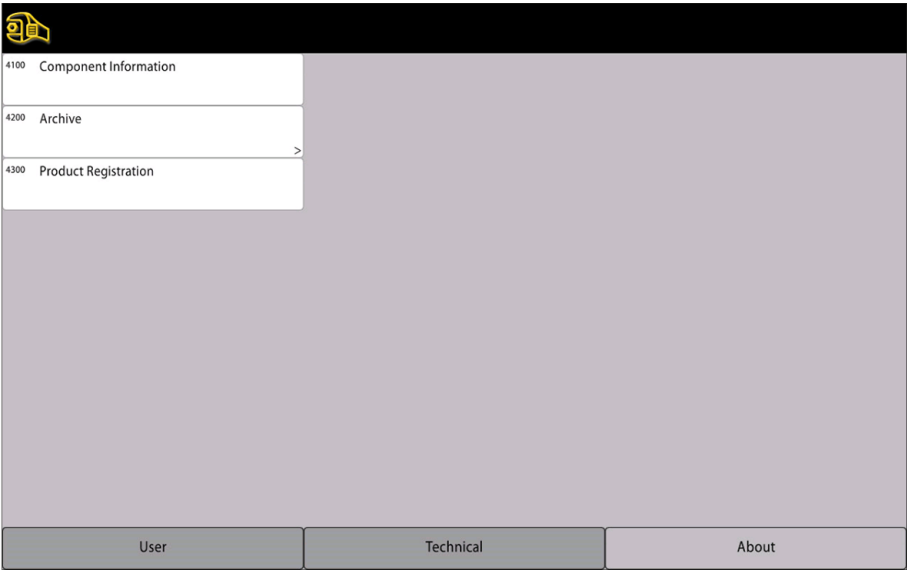 4100 Component Information
4200 Archive
>
4300 Product Registration
User Technical About